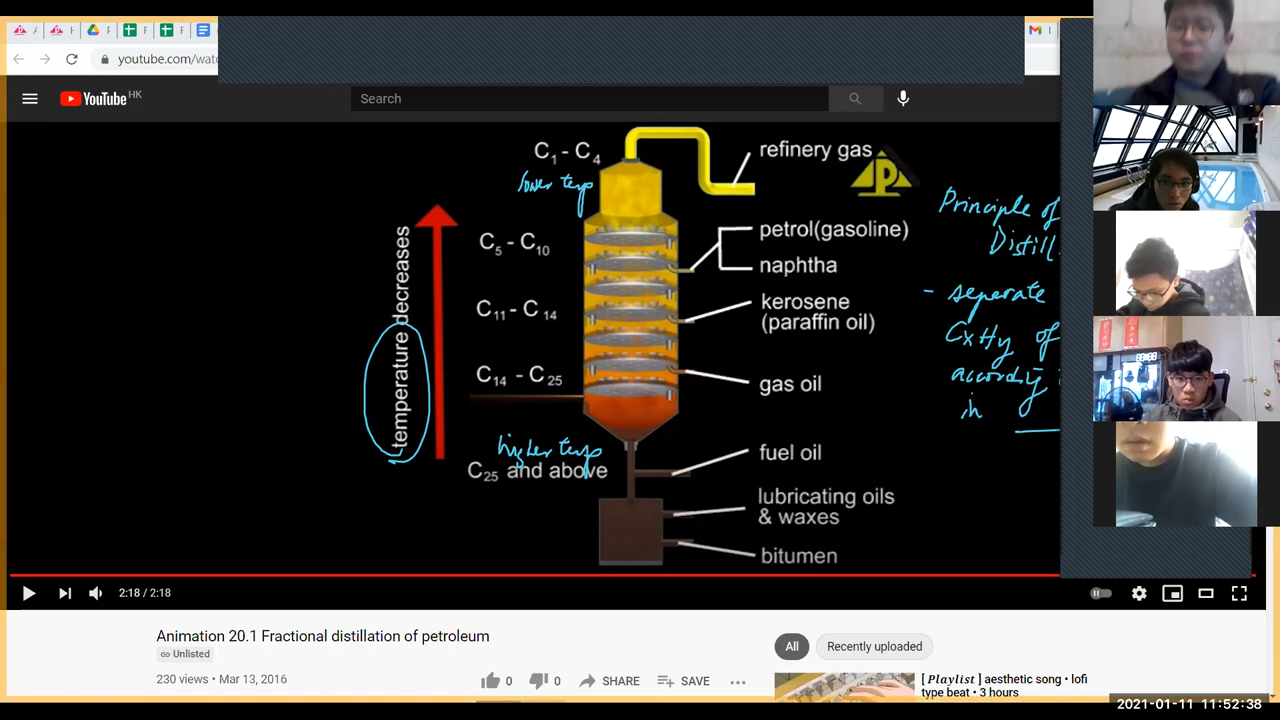 youtube.com/watc
YouTube HK
Search
C1 - C4
lower temp
refinery gas
P
temperature decreases
C5 - C10
petrol(gasoline)
naphtha
C11 - C14
kerosene
(paraffin oil)
C14 - C25
gas oil
higher temp
C25 and above
fuel oil
lubricating oils
& waxes
bitumen
Principle of
Distill
- seperate
CxHy of
according
in
2:18 / 2:18
Animation 20.1 Fractional distillation of petroleum
Unlisted
230 views • Mar 13, 2016
0
0
SHARE
SAVE
All
Recently uploaded
[ Playlist ] aesthetic song • lofi
type beat • 3 hours
2021-01-11 11:52:38